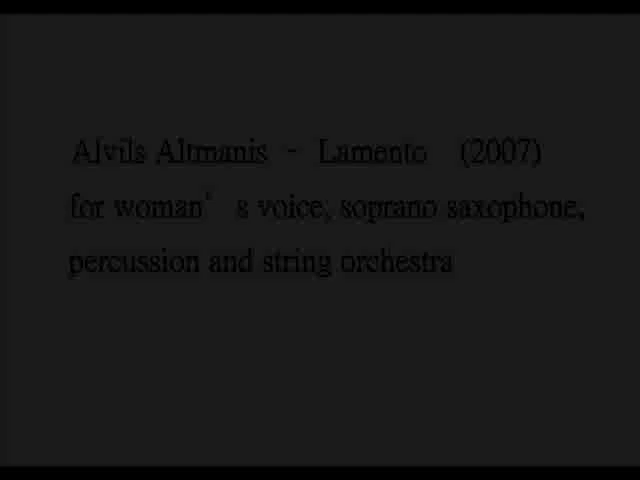 Alvils Altmanis - Lamento (2007)
for woman's voice, soprano saxophone,
percussion and string orchestra